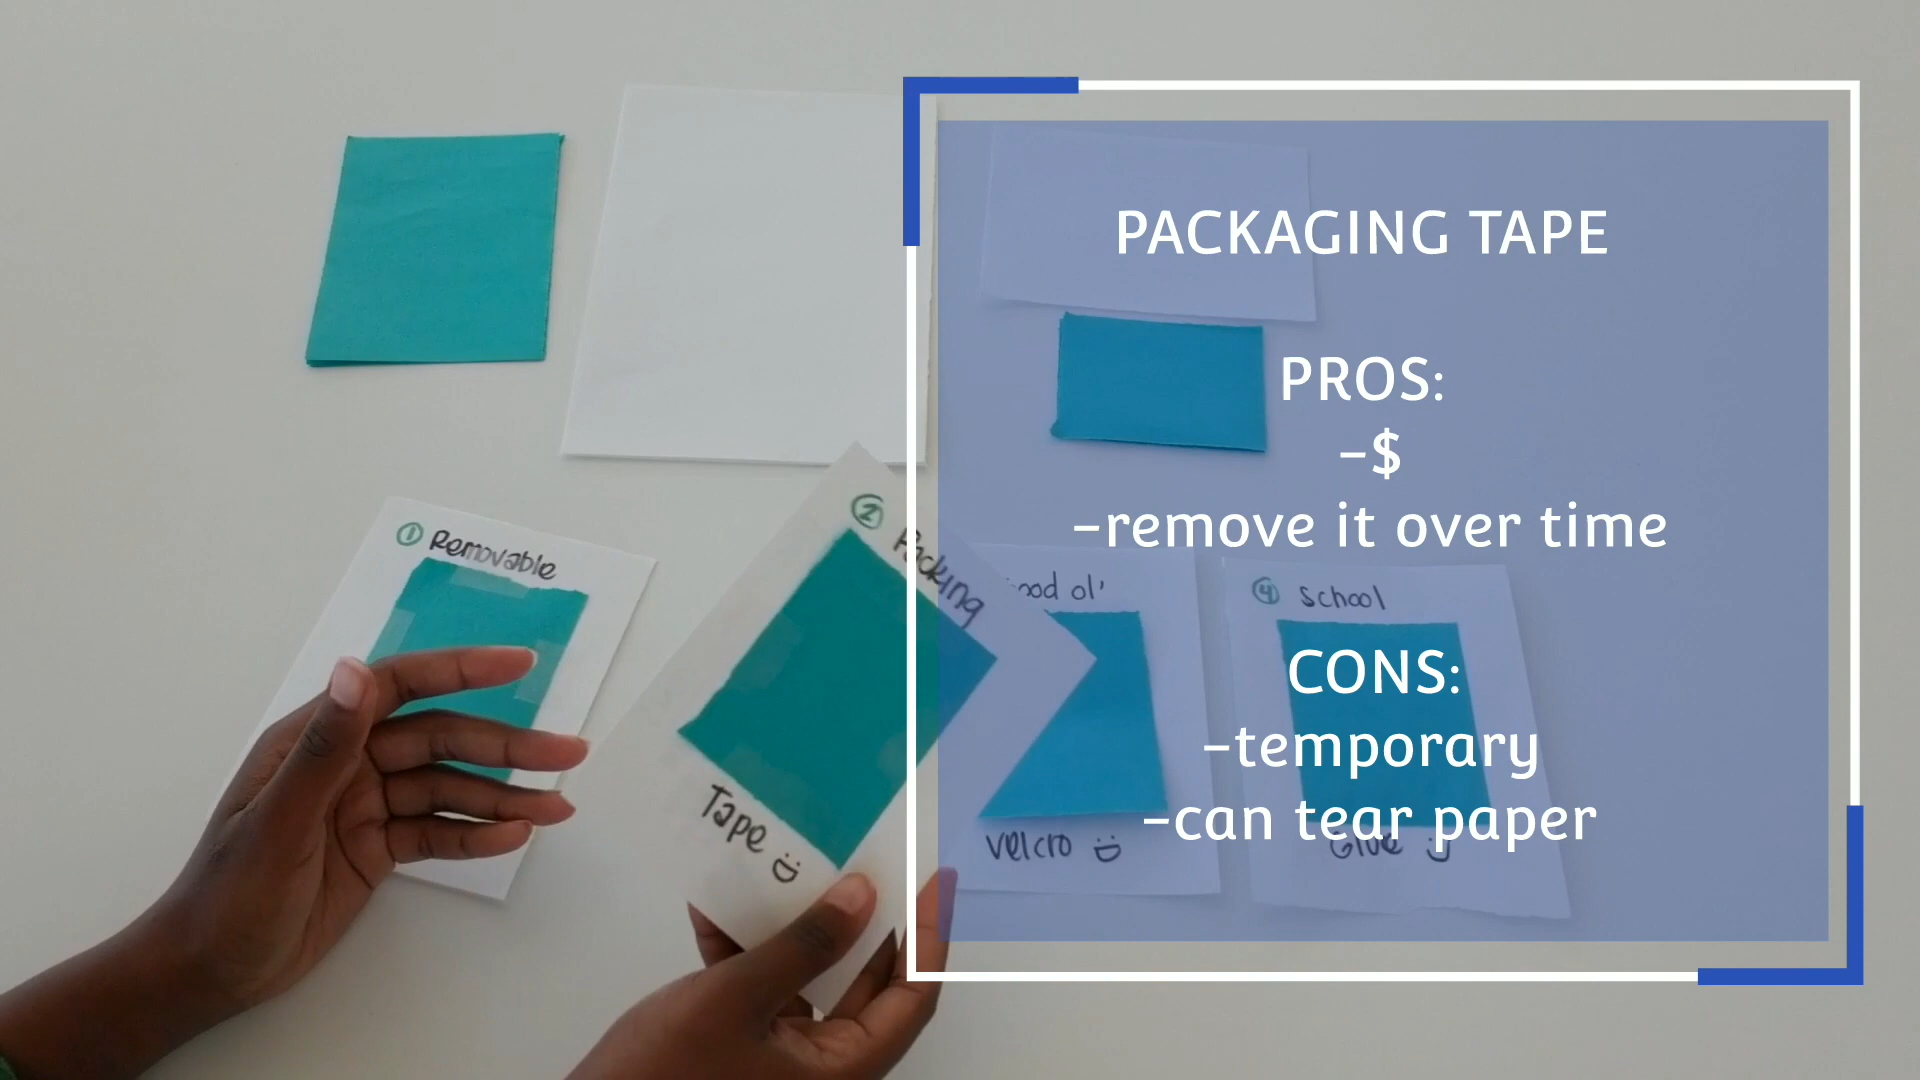 PACKAGING TAPE
PROS:
-$
-remove it over time
CONS:
-temporary
-can tear paper
① Removable
② Packing
Tape
ol'
Velcro
④ School
Glue